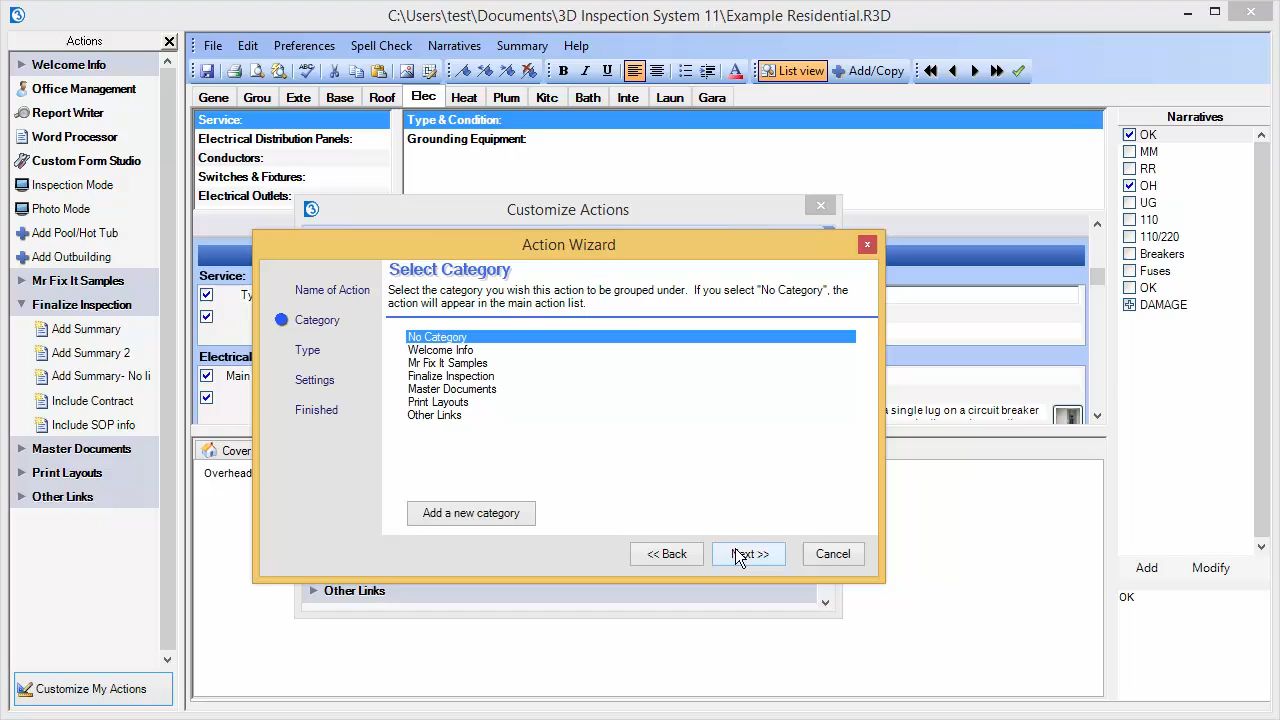 C:\Users\test\Documents\3D Inspection System 11\Example Residential.R3D
Actions
Welcome Info
Office Management
Report Writer
Word Processor
Custom Form Studio
Inspection Mode
Photo Mode
Add Pool/Hot Tub
Add Outbuilding
Mr Fix It Samples
Finalize Inspection
Add Summary
Add Summary 2
Add Summary- No li
Include Contract
Include SOP info
Master Documents
Print Layouts
Other Links
Customize My Actions
File Edit Preferences Spell Check Narratives Summary Help
ABC B I U A List view Add/Copy
Gene Grou Exte Base Roof Elec Heat Plum Kitc Bath Inte Laun Gara
Service:
Electrical Distribution Panels:
Conductors:
Switches & Fixtures:
Electrical Outlets:
Type & Condition:
Grounding Equipment:
Customize Actions
Service:
Ty
Electrical
Main
a single lug on a circuit breaker
Cover
Overhead
Other Links
Action Wizard
Name of Action
Category
Type
Settings
Finished
Select Category
Select the category you wish this action to be grouped under. If you select "No Category", the
action will appear in the main action list.
No Category
Welcome Info
Mr Fix It Samples
Finalize Inspection
Master Documents
Print Layouts
Other Links
Add a new category
<< Back Next >> Cancel
Narratives
OK
MM
RR
OH
UG
110
110/220
Breakers
Fuses
OK
DAMAGE
Add Modify
OK